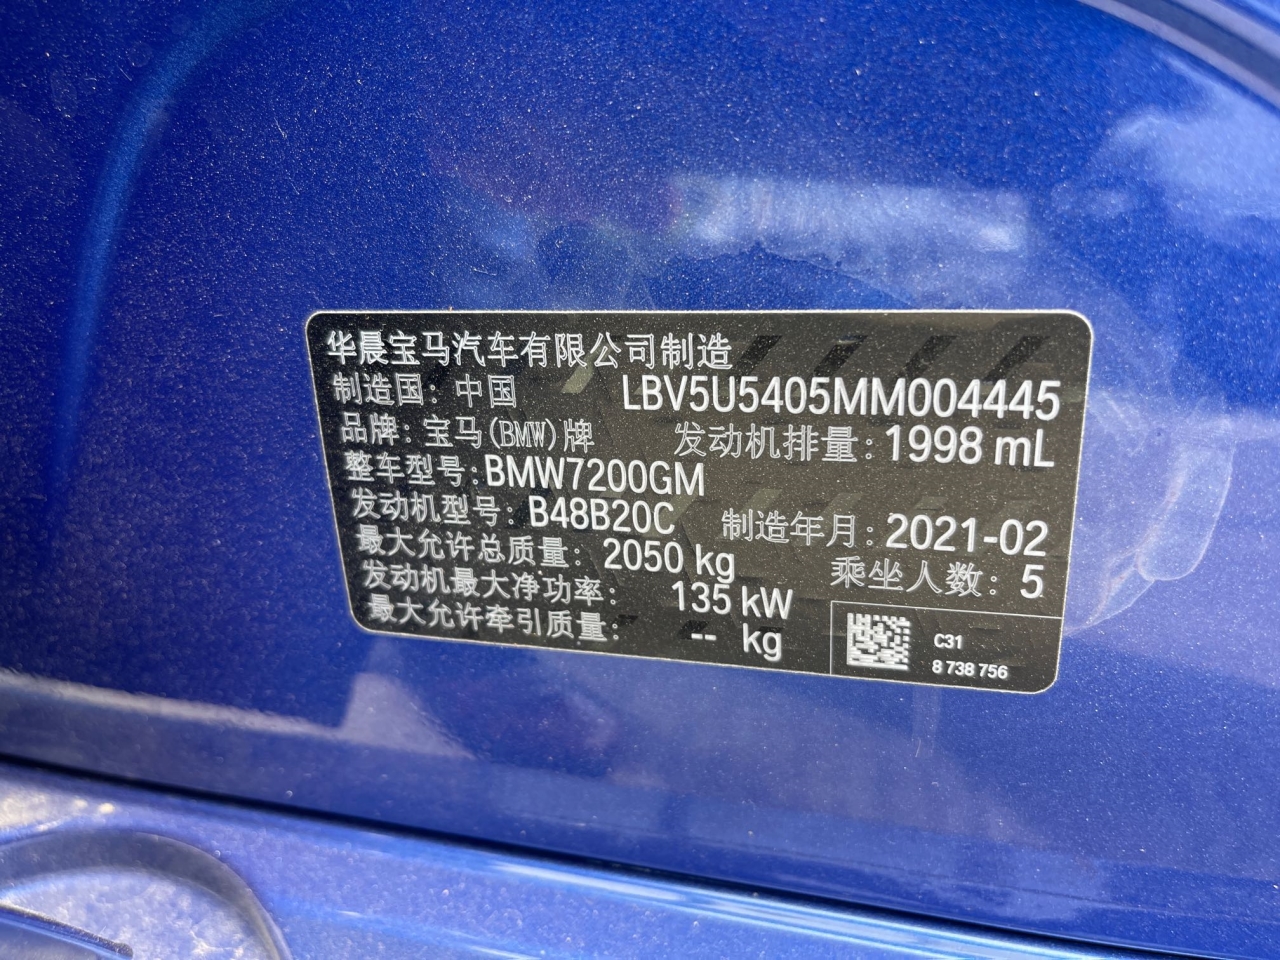 华晨宝马汽车有限公司制造
制造国: 中国 LBV5U5405MM004445
品牌: 宝马(BMW)牌 发动机排量: 1998 mL
整车型号: BMW7200GM
发动机型号: B48B20C 制造年月: 2021-02
最大允许总质量: 2050 kg 乘坐人数: 5
发动机最大净功率: 135 kW
最大允许牵引质量: -- kg
C31
8 738 756